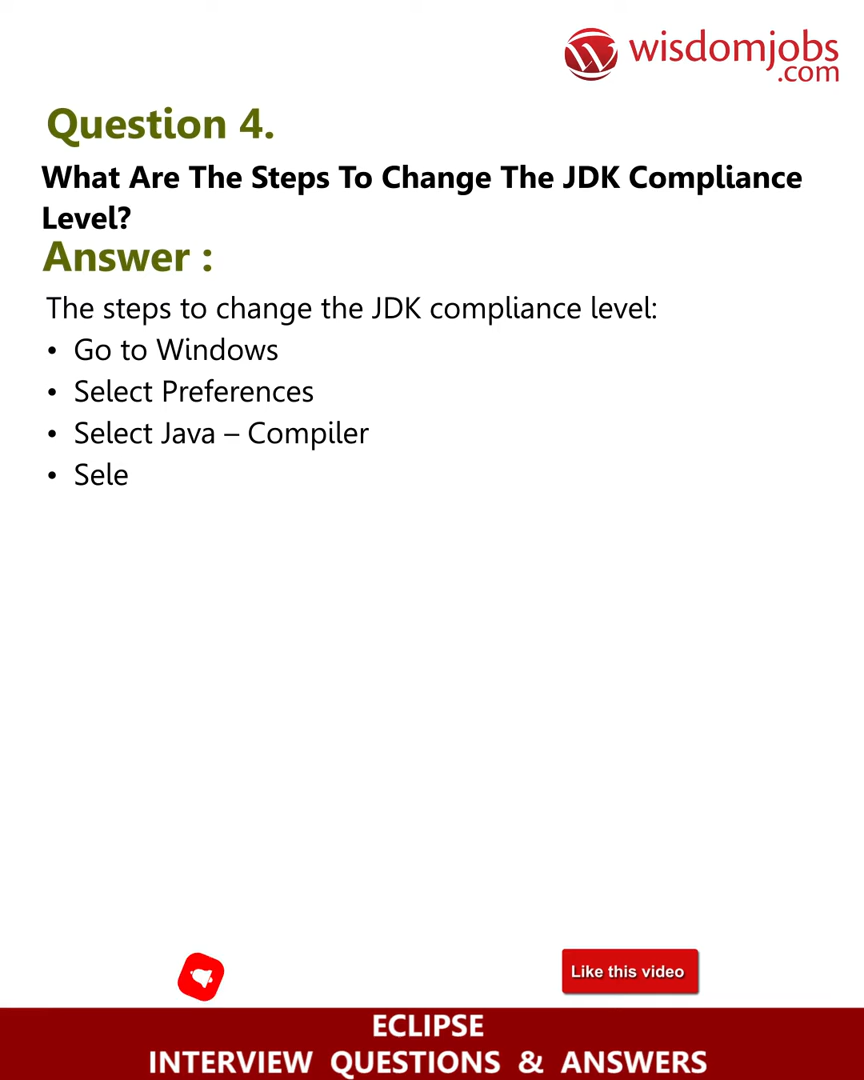 wisdomjobs
.com
Question 4.
What Are The Steps To Change The JDK Compliance
Level?
Answer :
The steps to change the JDK compliance level:
• Go to Windows
• Select Preferences
• Select Java – Compiler
• Sele
Like this video
ECLIPSE
INTERVIEW QUESTIONS & ANSWERS